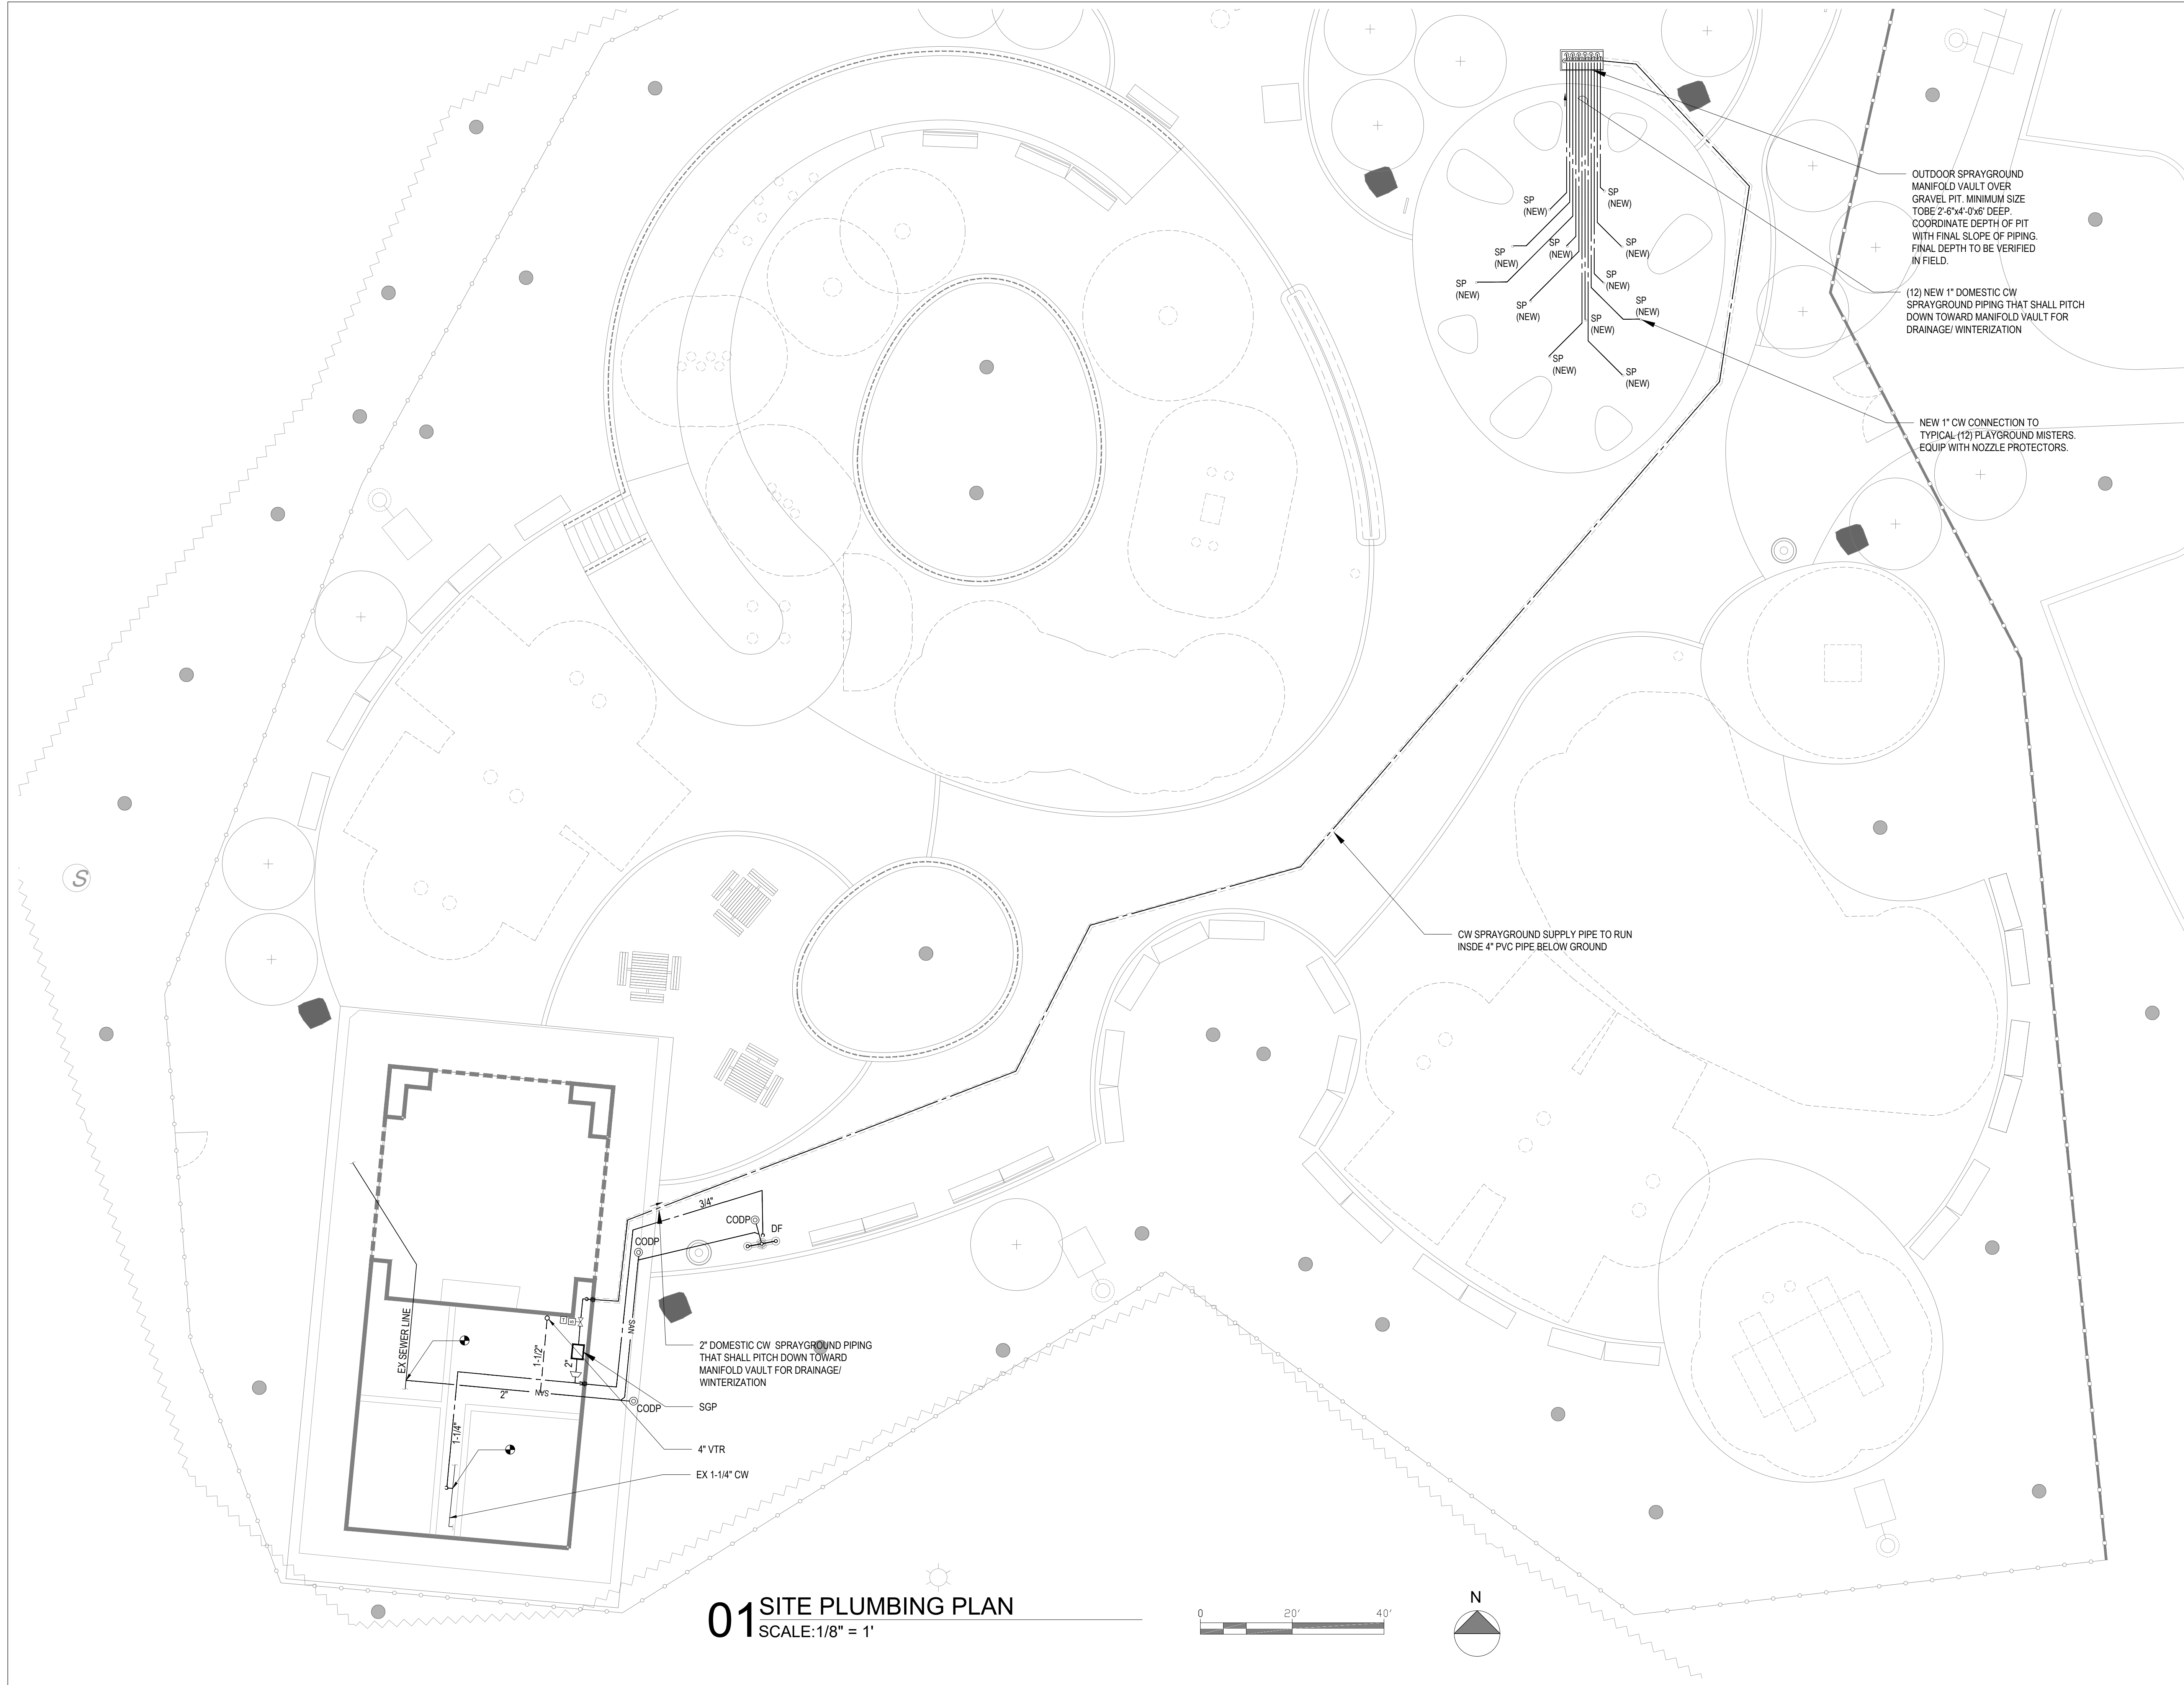 OUTDOOR SPRAYGROUND
MANIFOLD VAULT OVER
GRAVEL PIT. MINIMUM SIZE
TOBE 2'-6"x4'-0'x6' DEEP.
COORDINATE DEPTH OF PIT
WITH FINAL SLOPE OF PIPING.
FINAL DEPTH TO BE VERIFIED
IN FIELD.
(12) NEW 1" DOMESTIC CW
SPRAYGROUND PIPING THAT SHALL PITCH
DOWN TOWARD MANIFOLD VAULT FOR
DRAINAGE/ WINTERIZATION
NEW 1" CW CONNECTION TO
TYPICAL (12) PLAYGROUND MISTERS.
EQUIP WITH NOZZLE PROTECTORS.
SP
(NEW)
SP
(NEW)
SP
(NEW)
SP
(NEW)
SP
(NEW)
SP
(NEW)
SP
(NEW)
SP
(NEW)
SP
(NEW)
SP
(NEW)
SP
(NEW)
SP
(NEW)
S
CW SPRAYGROUND SUPPLY PIPE TO RUN
INSDE 4" PVC PIPE BELOW GROUND
3/4"
CODP
DF
CODP
SAN
EX SEWER LINE
1-1/2"
2"
2"
SAN
CODP
1-1/4"
2" DOMESTIC CW SPRAYGROUND PIPING
THAT SHALL PITCH DOWN TOWARD
MANIFOLD VAULT FOR DRAINAGE/
WINTERIZATION
SGP
4" VTR
EX 1-1/4" CW
01
SITE PLUMBING PLAN
SCALE:1/8" = 1'
0 20' 40'
N